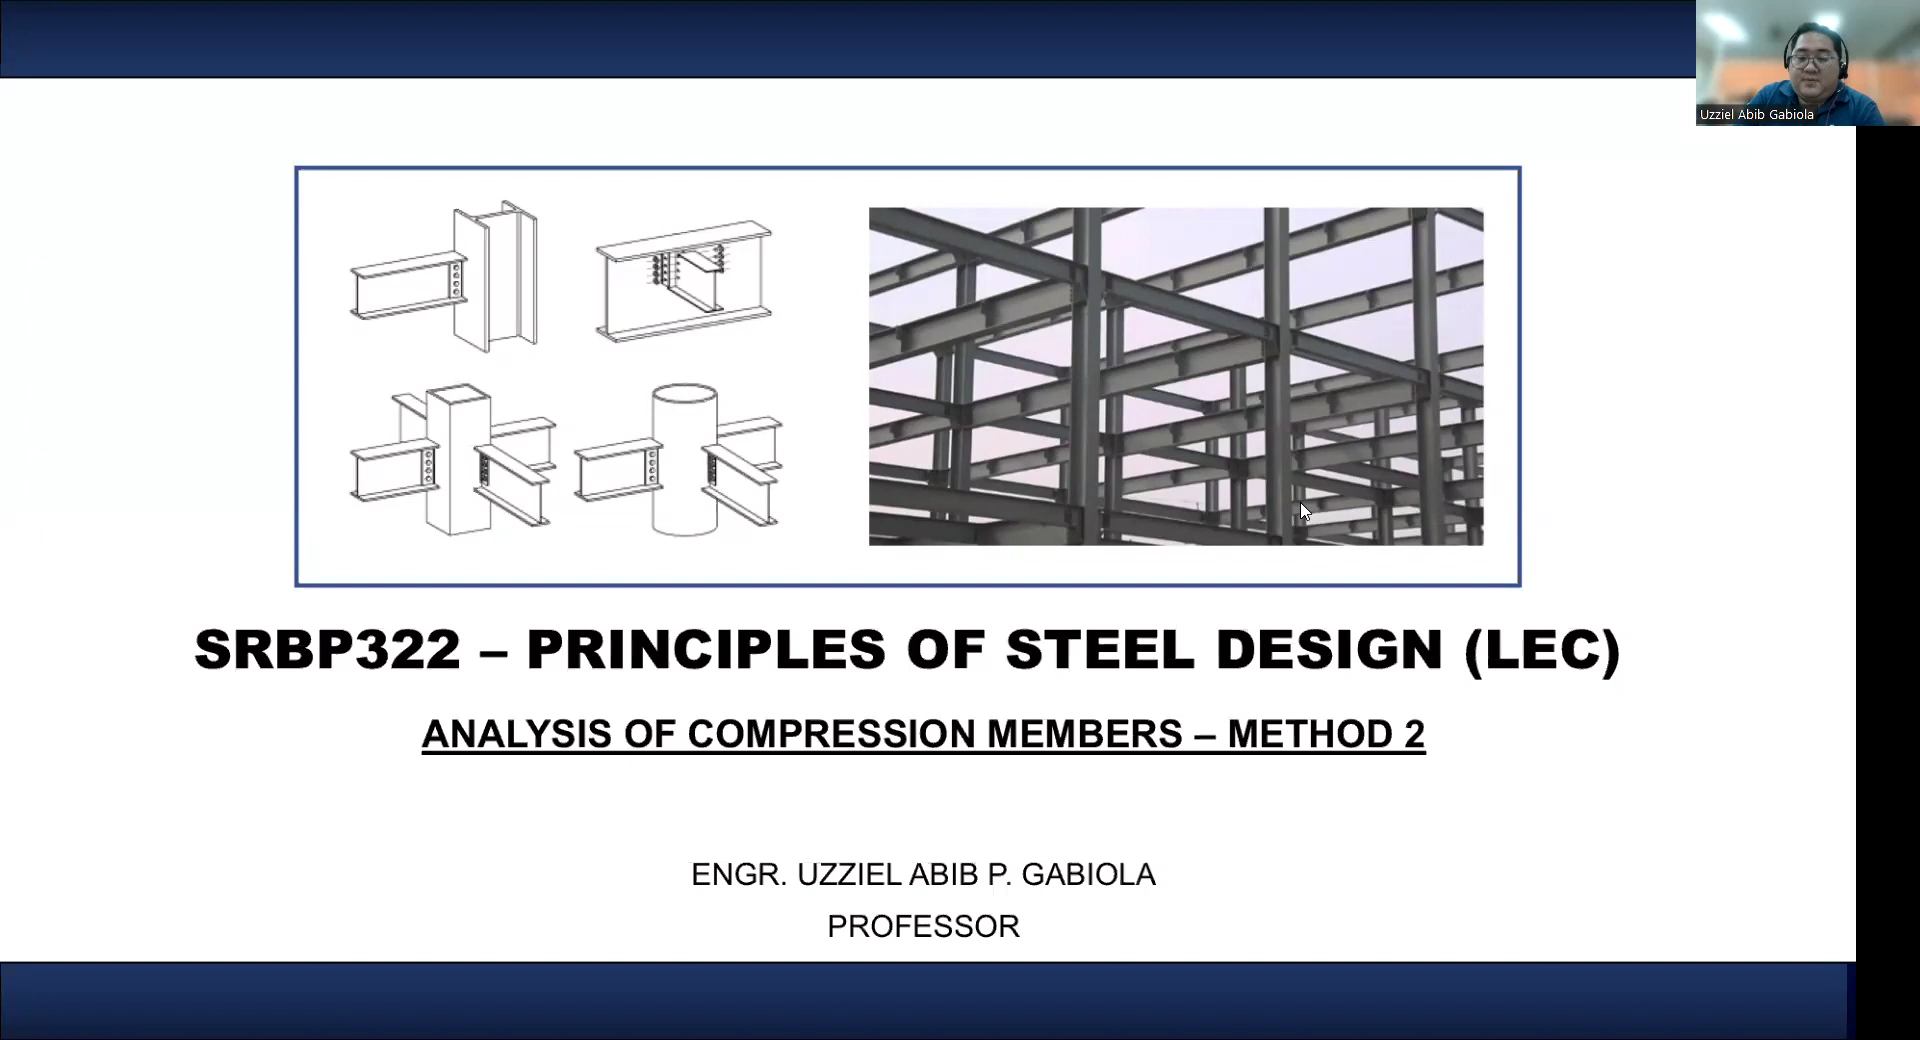 Uzziel Abib Gabiola
SRBP322 – PRINCIPLES OF STEEL DESIGN (LEC)
ANALYSIS OF COMPRESSION MEMBERS – METHOD 2
ENGR. UZZIEL ABIB P. GABIOLA
PROFESSOR